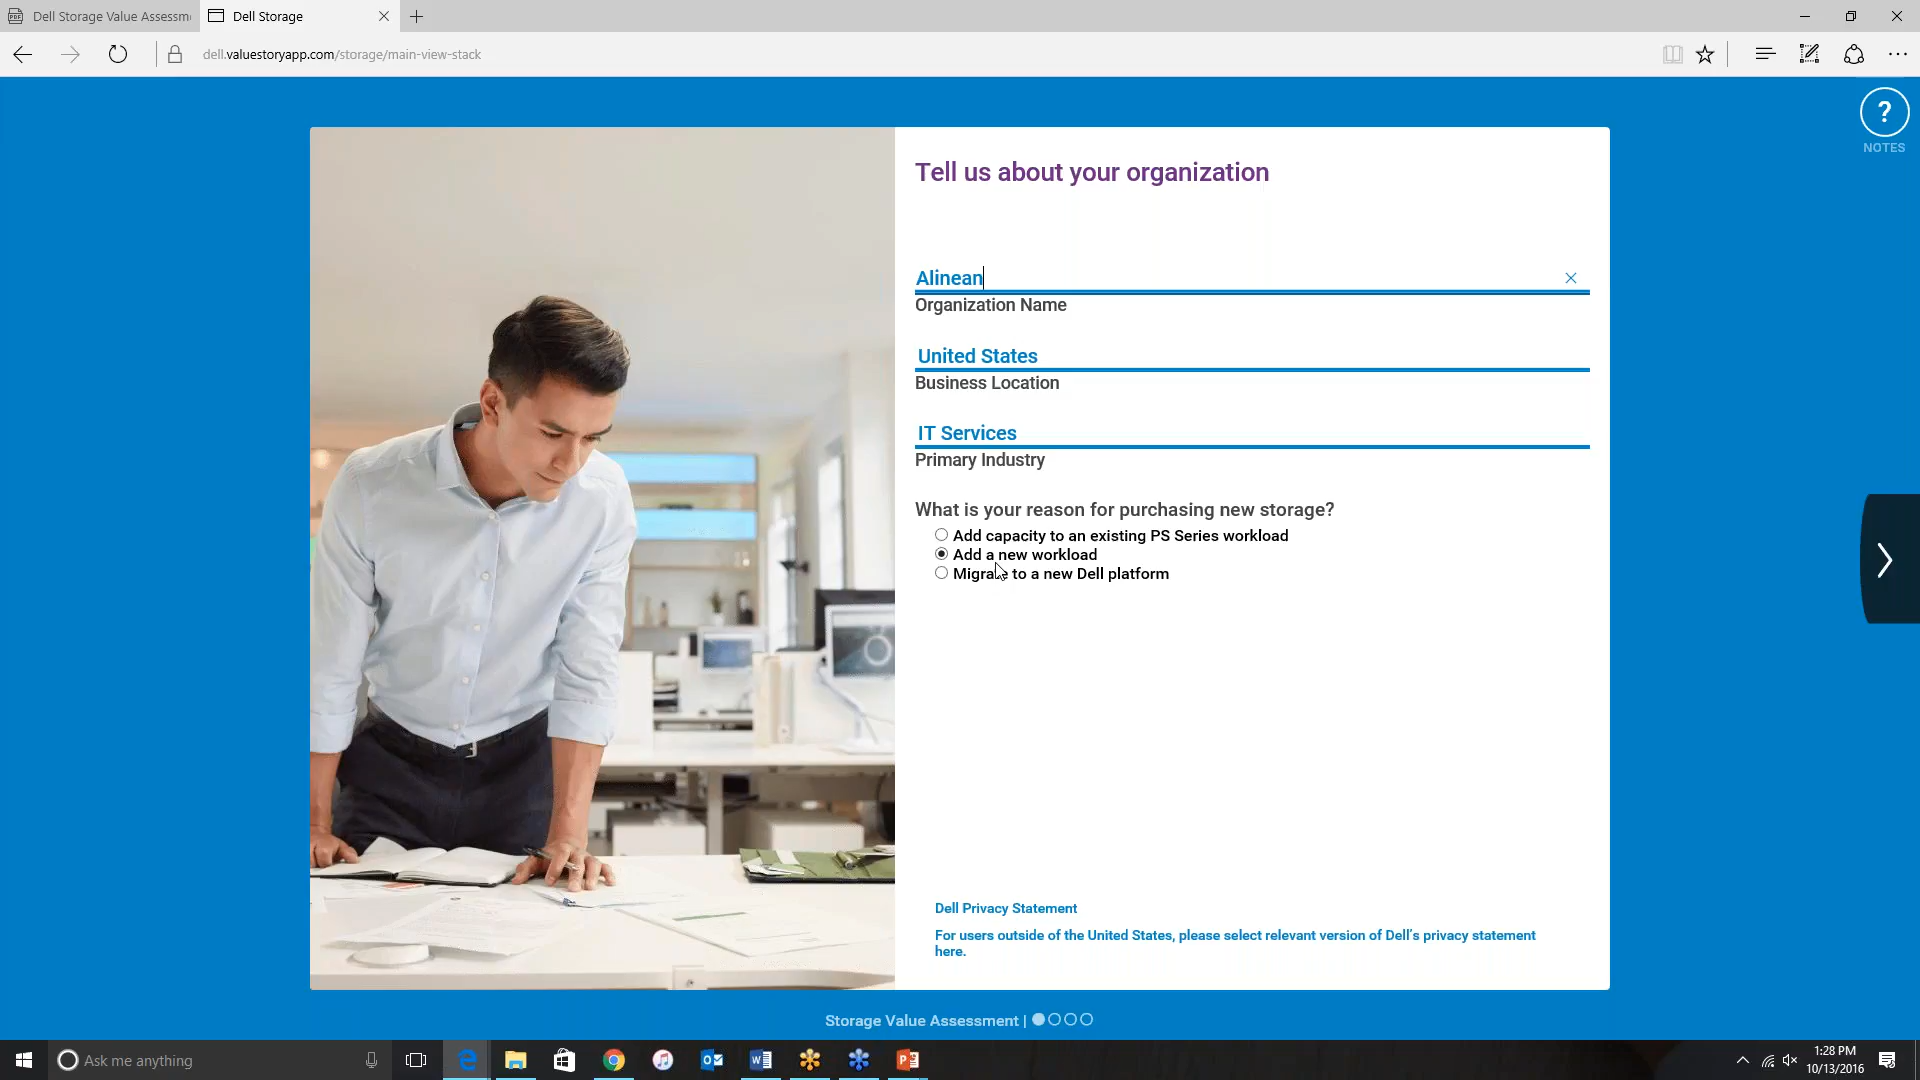 Dell Storage Value Assessm
Dell Storage
dell.valuestoryapp.com/storage/main-view-stack
?
NOTES
Tell us about your organization
Alinean
Organization Name
United States
Business Location
IT Services
Primary Industry
What is your reason for purchasing new storage?
Add capacity to an existing PS Series workload
Add a new workload
Migrate to a new Dell platform
Dell Privacy Statement
For users outside of the United States, please select relevant version of Dell's privacy statement
here.
Storage Value Assessment |
Ask me anything
1:28 PM
10/13/2016